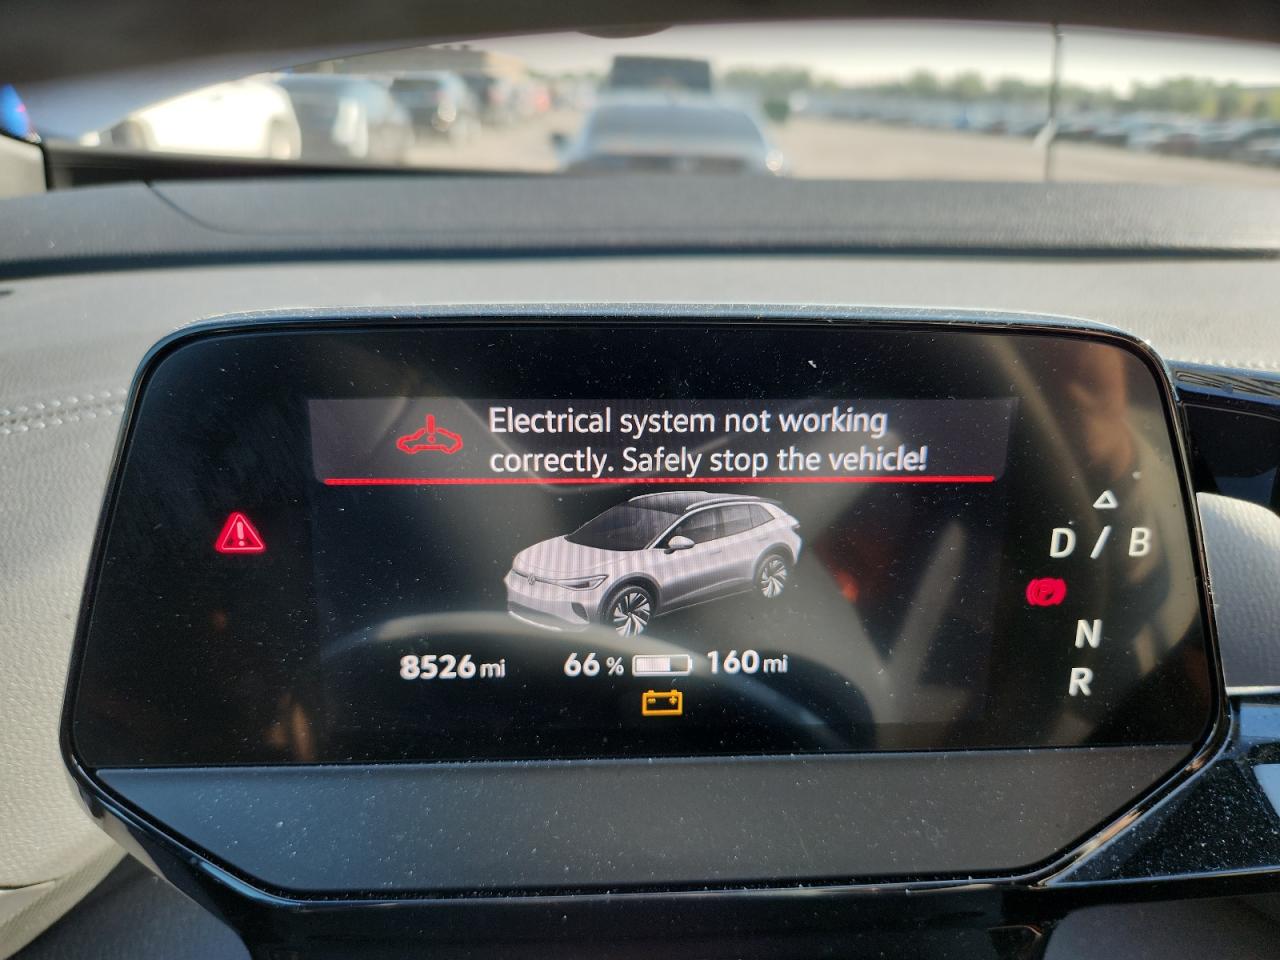 Electrical system not working
correctly. Safely stop the vehicle!
D / B
P
N
R
8526 mi 66 % 160 mi